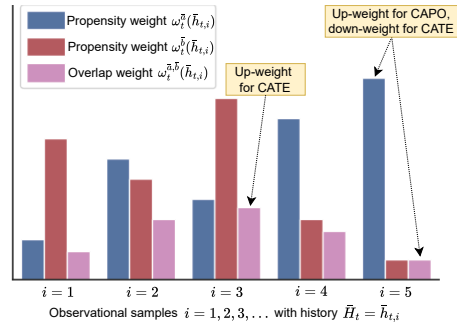 Propensity weight ω_t^ā(h̄_{t,i})
Propensity weight ω_t^b̄(h̄_{t,i})
Overlap weight ω_t^{ā,b̄}(h̄_{t,i})
Up-weight for CAPO,
down-weight for CATE
Up-weight
for CATE
i = 1
i = 2
i = 3
i = 4
i = 5
Observational samples i = 1, 2, 3, ... with history H̄_t = h̄_{t,i}